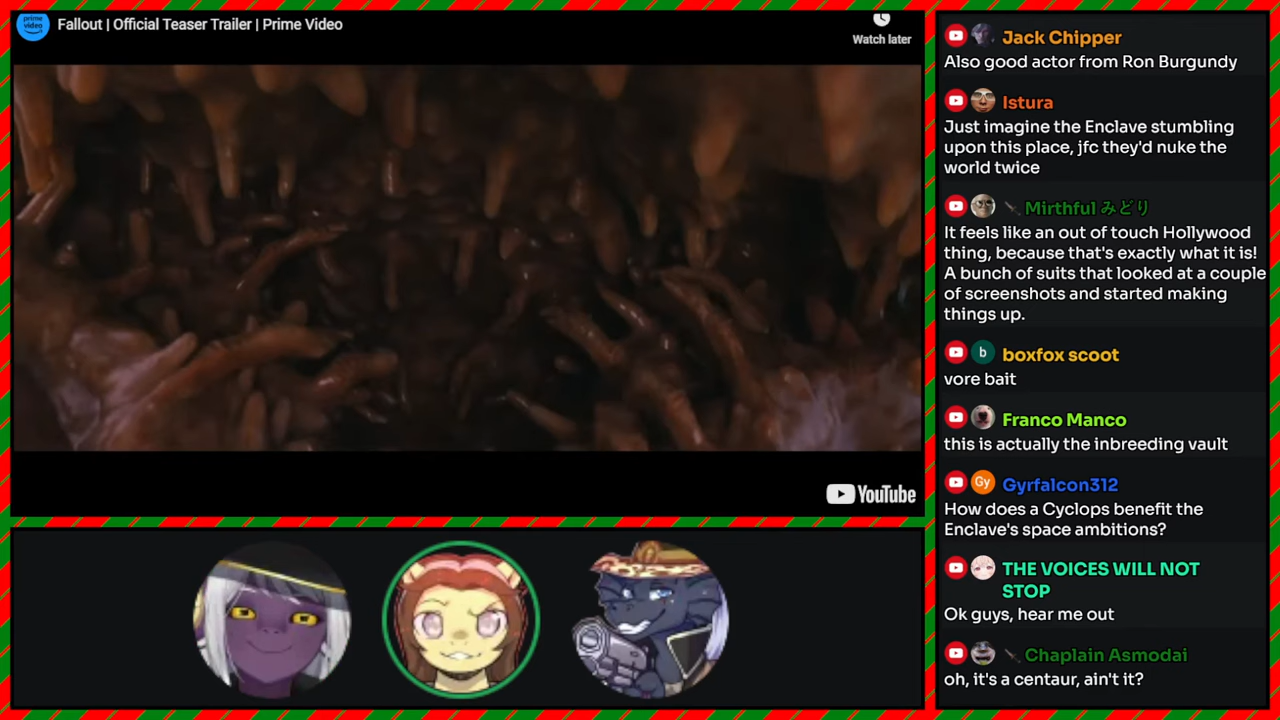 prime video
Fallout | Official Teaser Trailer | Prime Video
Watch later
YouTube
Jack Chipper
Also good actor from Ron Burgundy
Istura
Just imagine the Enclave stumbling
upon this place, jfc they'd nuke the
world twice
Mirthful みどり
It feels like an out of touch Hollywood
thing, because that's exactly what it is!
A bunch of suits that looked at a couple
of screenshots and started making
things up.
b
boxfox scoot
vore bait
Franco Manco
this is actually the inbreeding vault
Gy
Gyrfalcon312
How does a Cyclops benefit the
Enclave's space ambitions?
THE VOICES WILL NOT
STOP
Ok guys, hear me out
Chaplain Asmodai
oh, it's a centaur, ain't it?